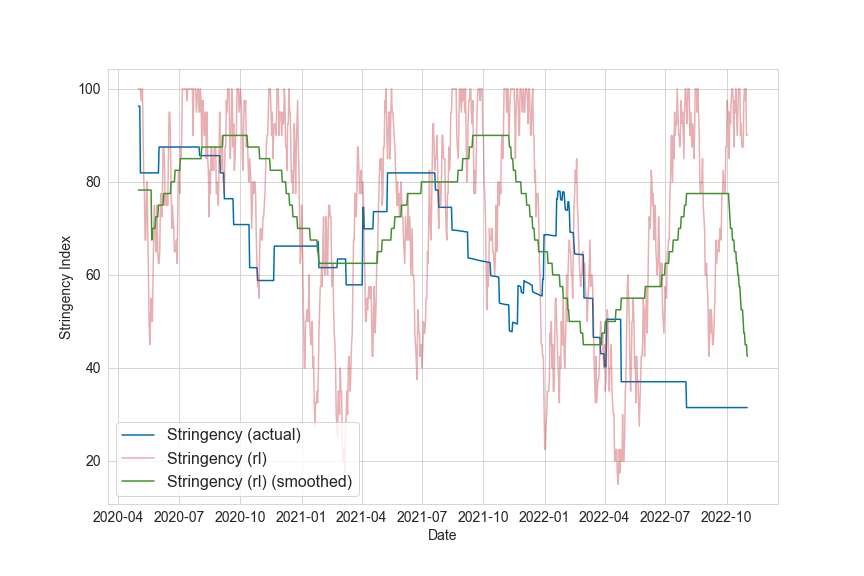 100
80
60
40
20
Stringency Index
Stringency (actual)
Stringency (rl)
Stringency (rl) (smoothed)
2020-04 2020-07 2020-10 2021-01 2021-04 2021-07 2021-10 2022-01 2022-04 2022-07 2022-10
Date